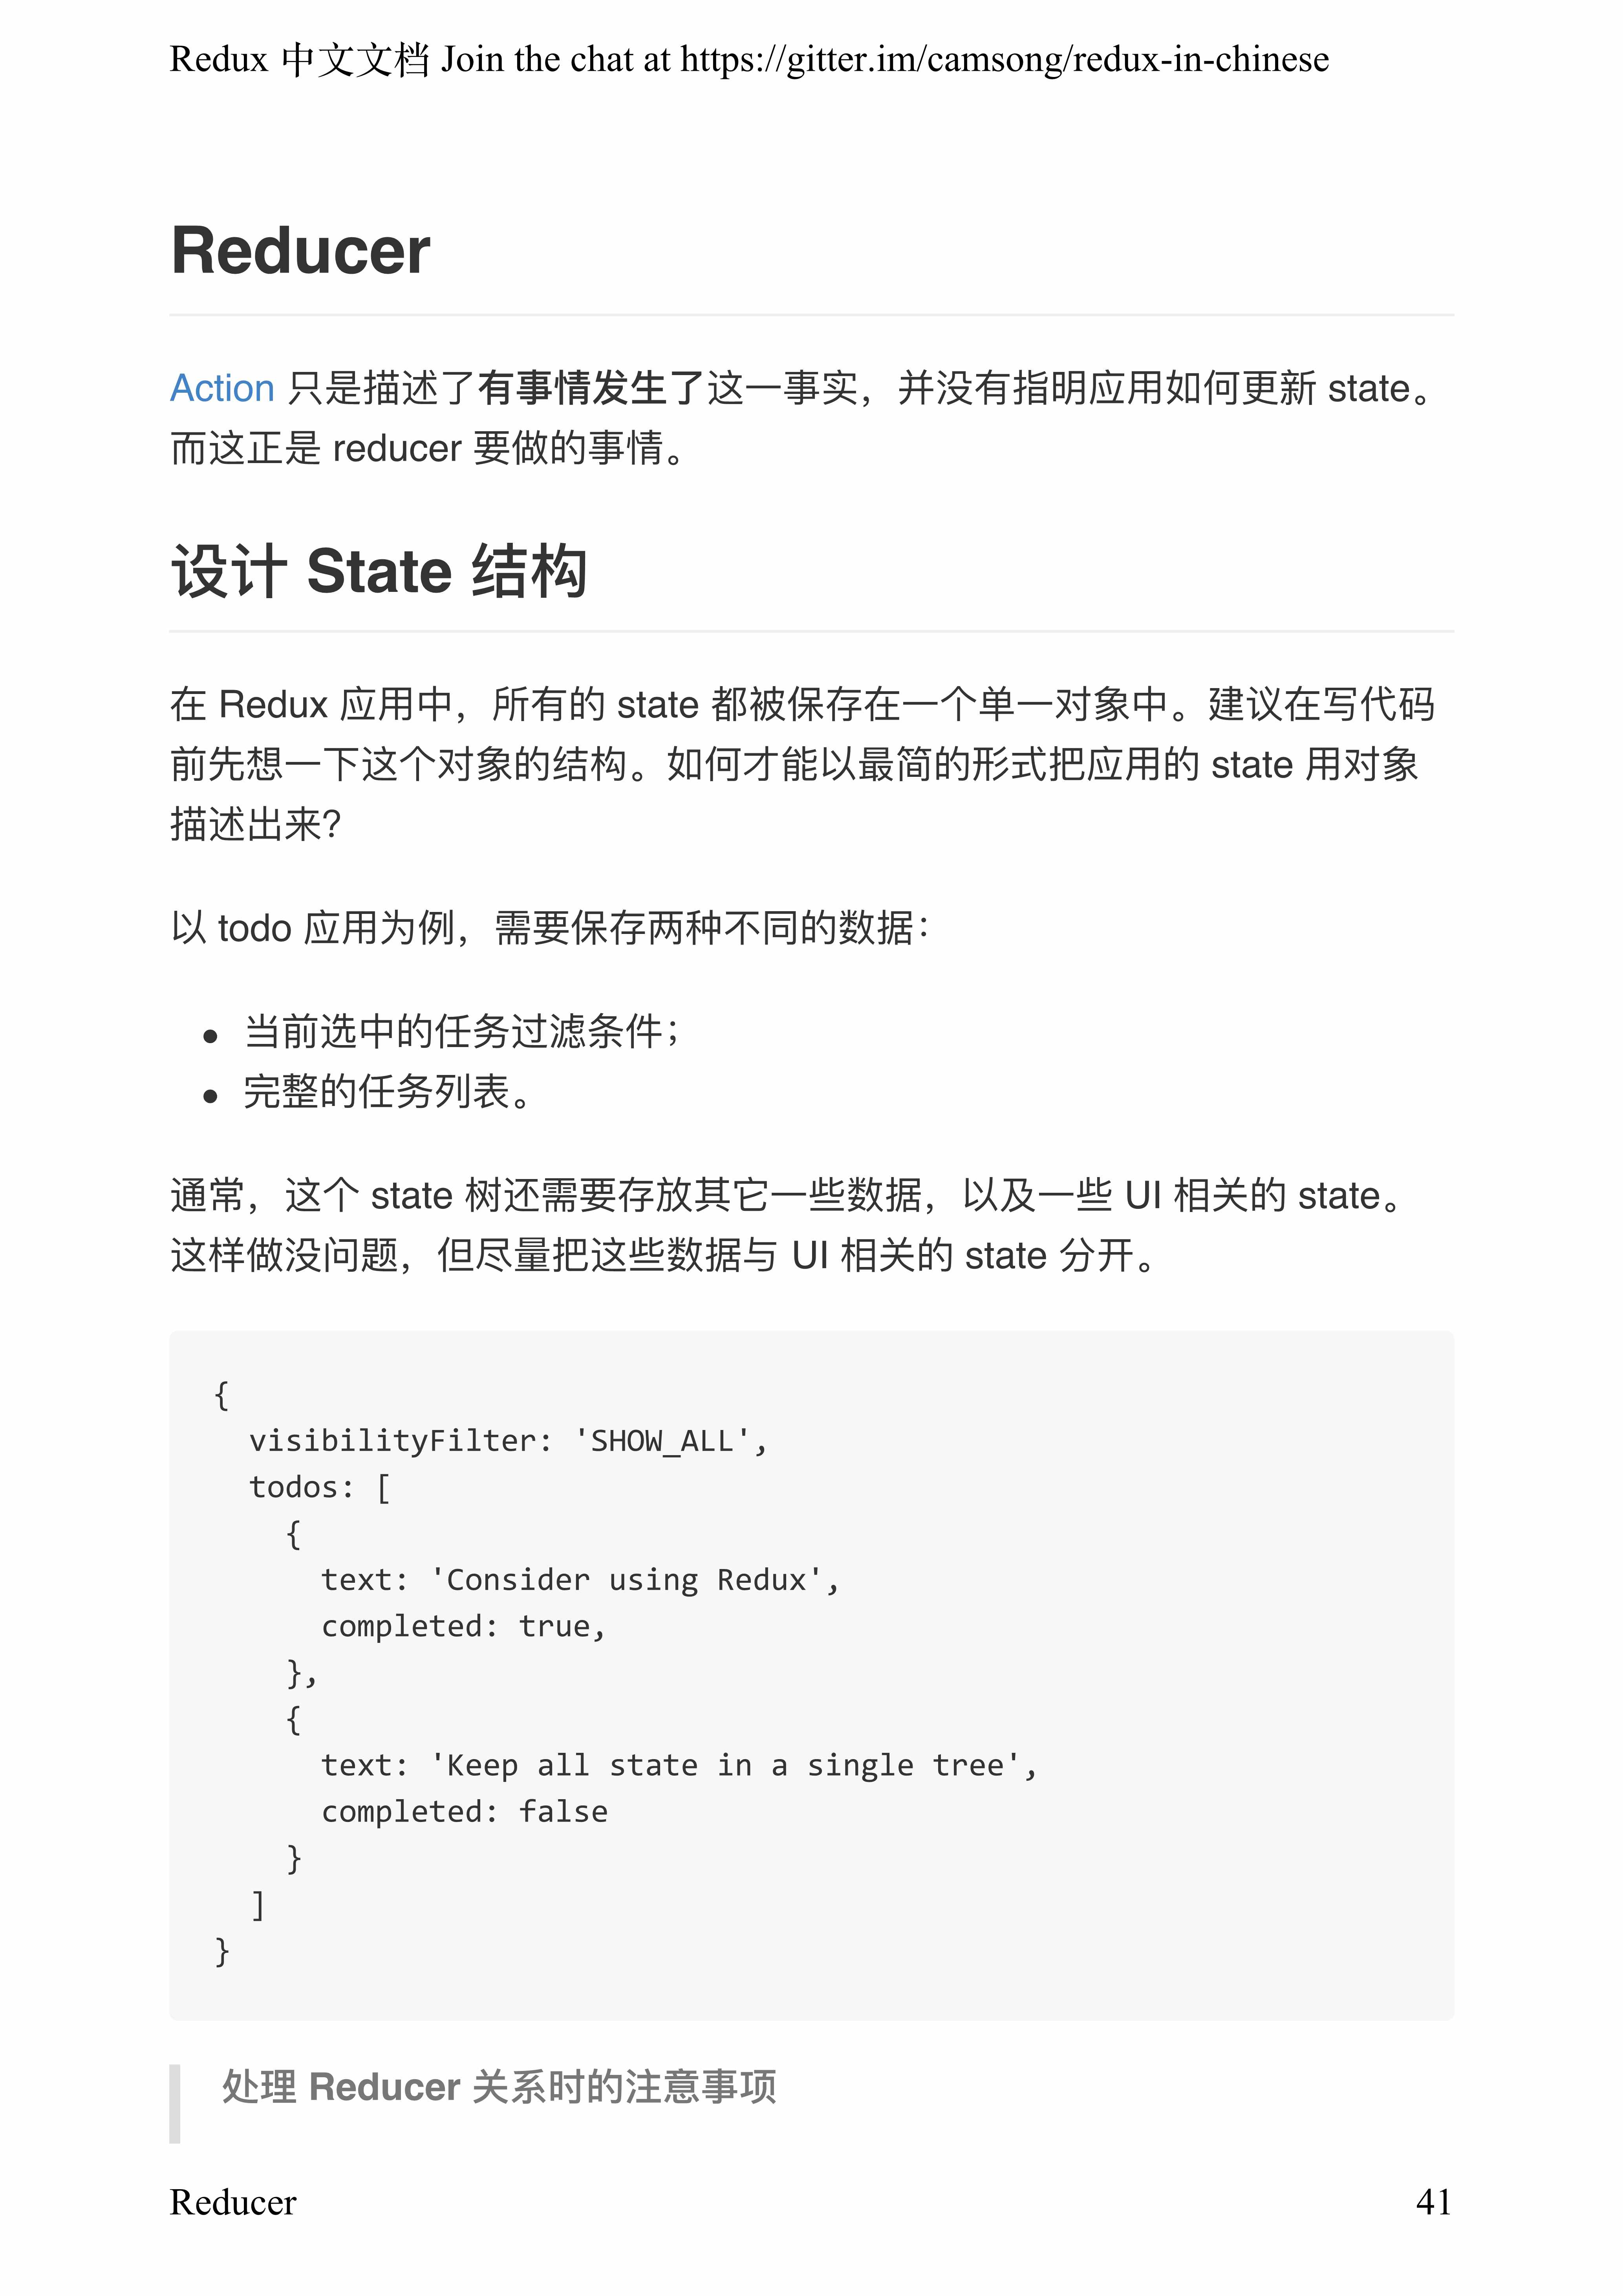 Redux 中文文档 Join the chat at https://gitter.im/camsong/redux-in-chinese
Reducer
Action 只是描述了有事情发生了这一事实，并没有指明应用如何更新 state。
而这正是 reducer 要做的事情。
设计 State 结构
在 Redux 应用中，所有的 state 都被保存在一个单一对象中。建议在写代码
前先想一下这个对象的结构。如何才能以最简的形式把应用的 state 用对象
描述出来？
以 todo 应用为例，需要保存两种不同的数据：
• 当前选中的任务过滤条件；
• 完整的任务列表。
通常，这个 state 树还需要存放其它一些数据，以及一些 UI 相关的 state。
这样做没问题，但尽量把这些数据与 UI 相关的 state 分开。
{
  visibilityFilter: 'SHOW_ALL',
  todos: [
    {
      text: 'Consider using Redux',
      completed: true,
    },
    {
      text: 'Keep all state in a single tree',
      completed: false
    }
  ]
}
处理 Reducer 关系时的注意事项
Reducer 41